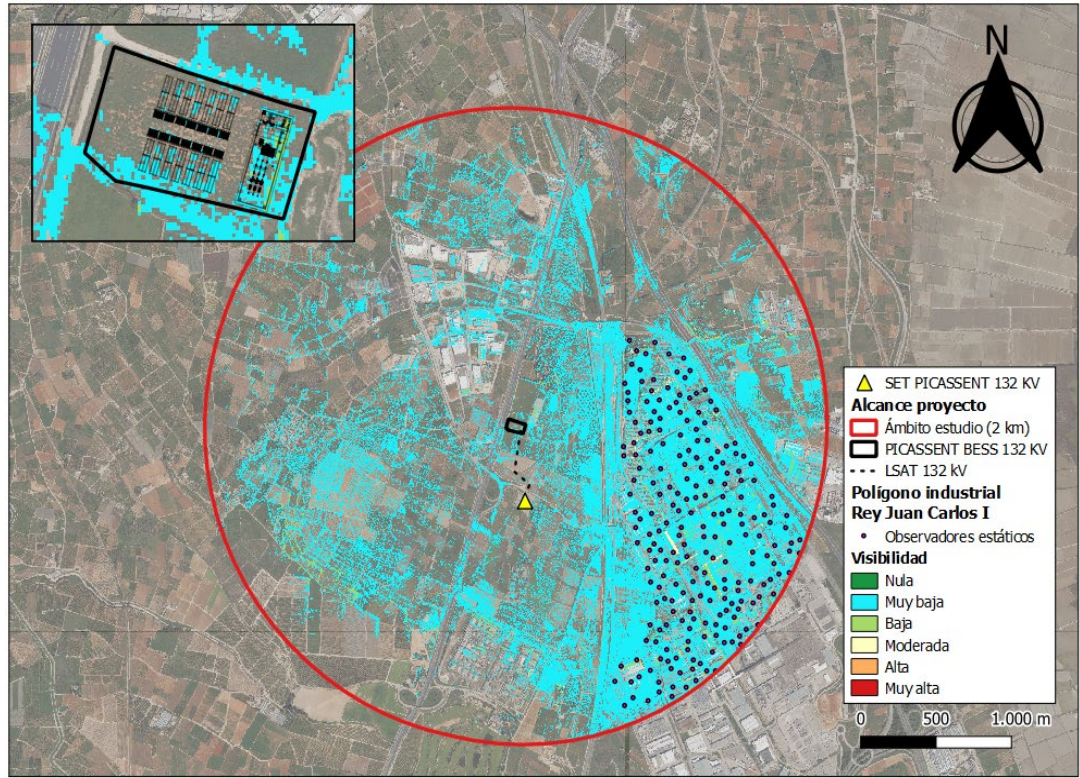 N
SET PICASSENT 132 KV
Alcance proyecto
Ámbito estudio (2 km)
PICASSENT BESS 132 KV
LSAT 132 kV
Polígono industrial
Rey Juan Carlos I
Observadores estáticos
Visibilidad
Nula
Muy baja
Baja
Moderada
Alta
Muy alta
0 500 1.000 m